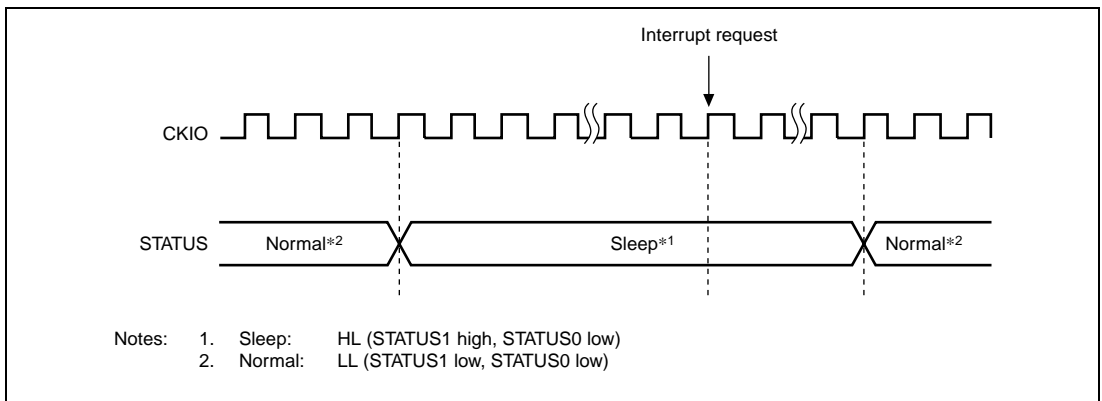 Interrupt request
CKIO
STATUS Normal*2 Sleep*1 Normal*2
Notes: 1. Sleep: HL (STATUS1 high, STATUS0 low)
2. Normal: LL (STATUS1 low, STATUS0 low)